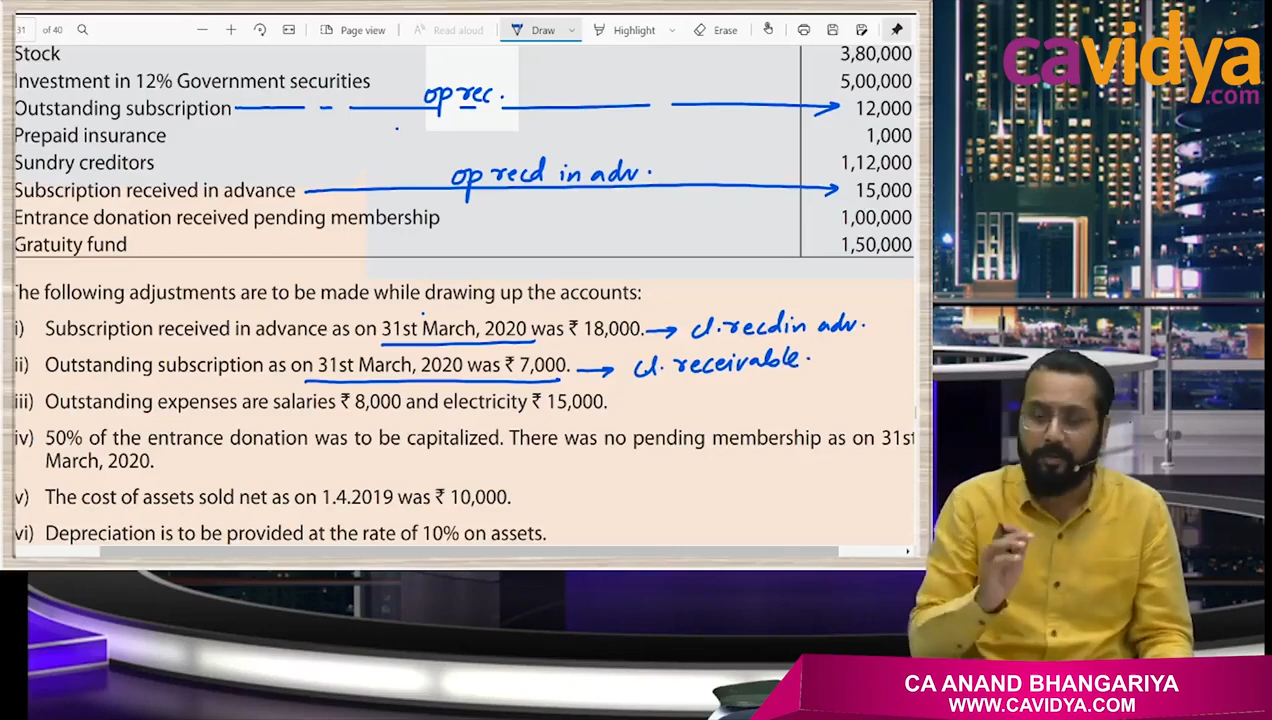 31 of 40 Page view Read aloud Draw Highlight Erase
cavidya
.com
Stock 3,80,000
Investment in 12% Government securities 5,00,000
op rec.
Outstanding subscription 12,000
Prepaid insurance 1,000
Sundry creditors 1,12,000
op recd in adv.
Subscription received in advance 15,000
Entrance donation received pending membership 1,00,000
Gratuity fund 1,50,000
The following adjustments are to be made while drawing up the accounts:
i) Subscription received in advance as on 31st March, 2020 was ₹ 18,000. → cl. recd in adv.
ii) Outstanding subscription as on 31st March, 2020 was ₹ 7,000. → cl. receivable.
iii) Outstanding expenses are salaries ₹ 8,000 and electricity ₹ 15,000.
iv) 50% of the entrance donation was to be capitalized. There was no pending membership as on 31st
March, 2020.
v) The cost of assets sold net as on 1.4.2019 was ₹ 10,000.
vi) Depreciation is to be provided at the rate of 10% on assets.
CA ANAND BHANGARIYA
WWW.CAVIDYA.COM